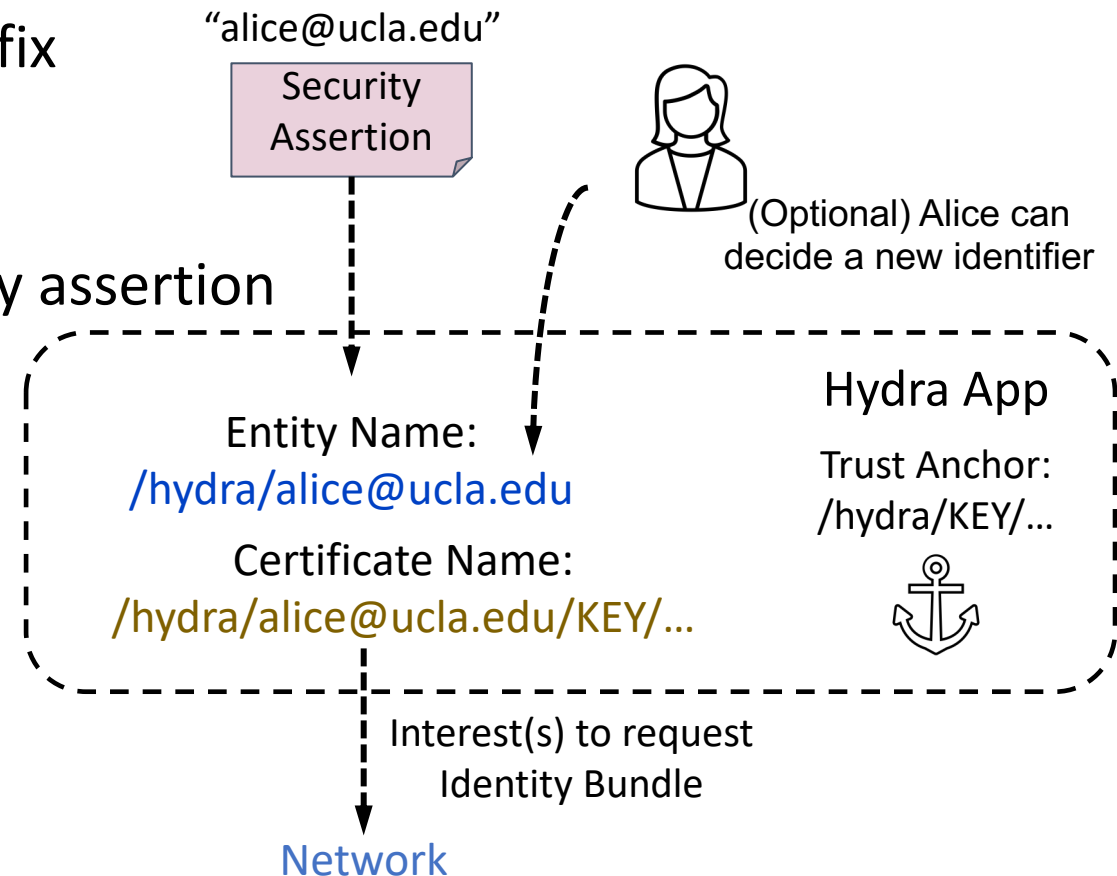 fix
“alice@ucla.edu”
Security
Assertion
(Optional) Alice can
decide a new identifier
y assertion
Hydra App
Entity Name:
/hydra/alice@ucla.edu
Trust Anchor:
/hydra/KEY/…
Certificate Name:
/hydra/alice@ucla.edu/KEY/…
Interest(s) to request
Identity Bundle
Network